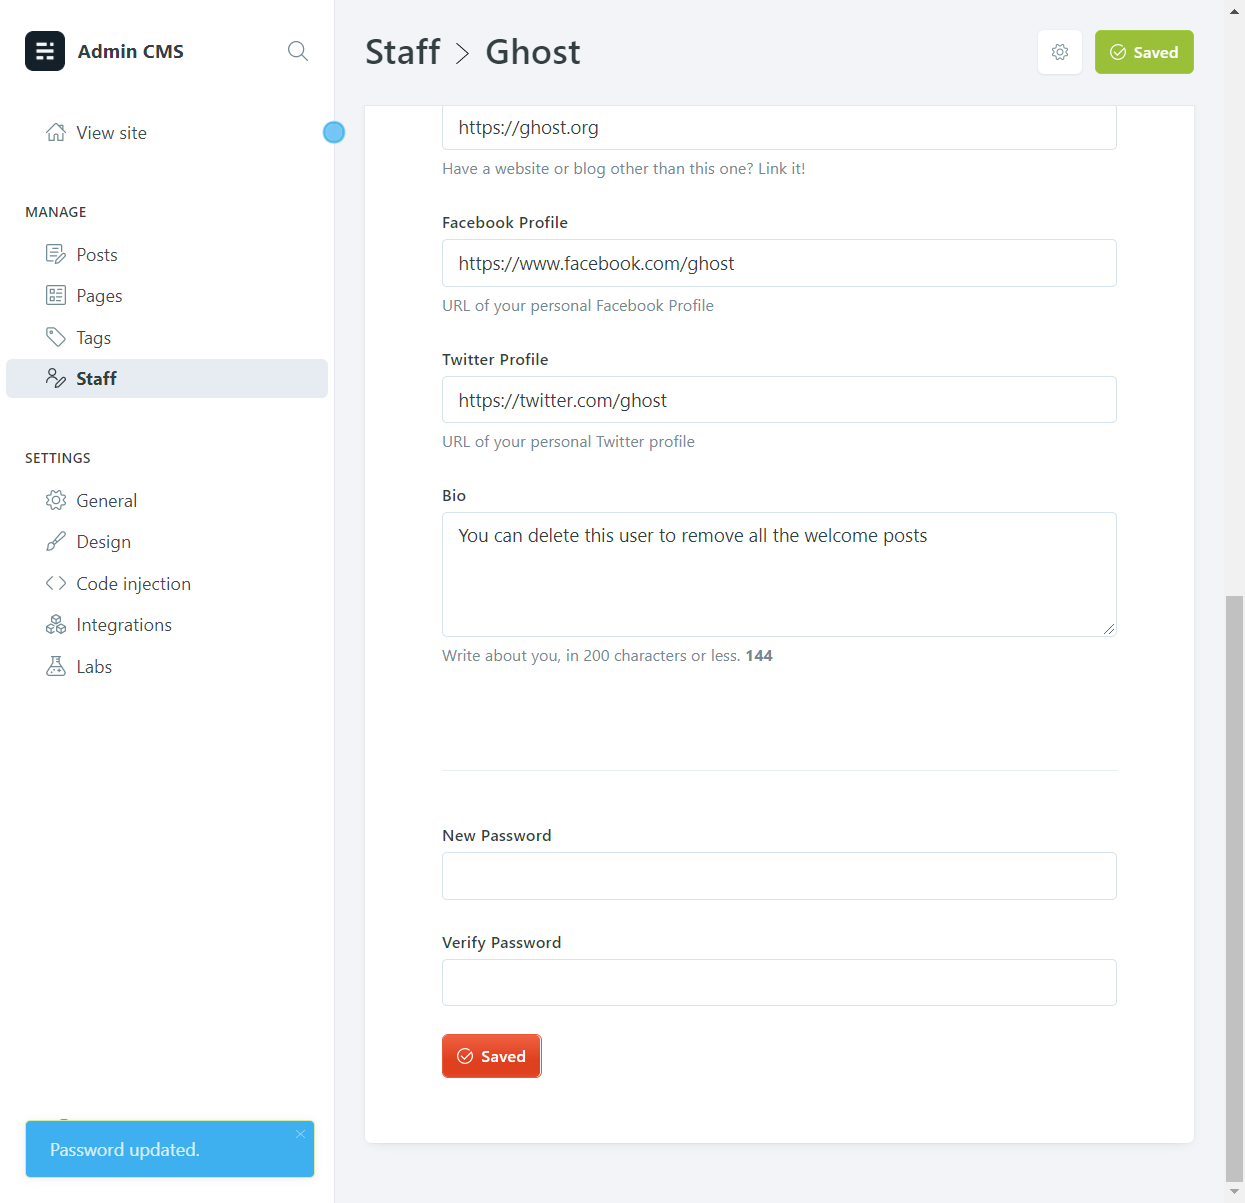 Admin CMS
View site
MANAGE
Posts
Pages
Tags
Staff
SETTINGS
General
Design
Code injection
Integrations
Labs
Password updated.
Staff > Ghost
Saved
https://ghost.org
Have a website or blog other than this one? Link it!
Facebook Profile
https://www.facebook.com/ghost
URL of your personal Facebook Profile
Twitter Profile
https://twitter.com/ghost
URL of your personal Twitter profile
Bio
You can delete this user to remove all the welcome posts
Write about you, in 200 characters or less. 144
New Password
Verify Password
Saved